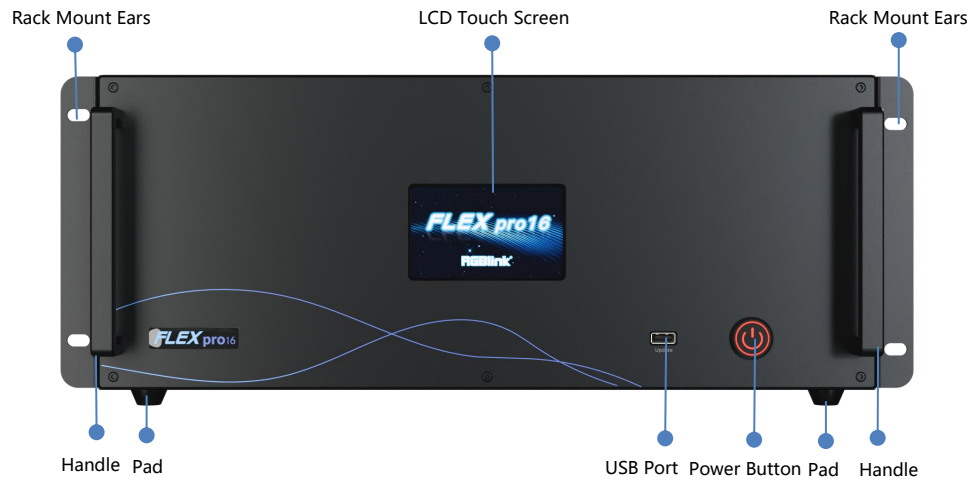 Rack Mount Ears
LCD Touch Screen
Rack Mount Ears
FLEX pro16
RGBlink
FLEX pro16
Update
Handle
Pad
USB Port
Power Button
Pad
Handle